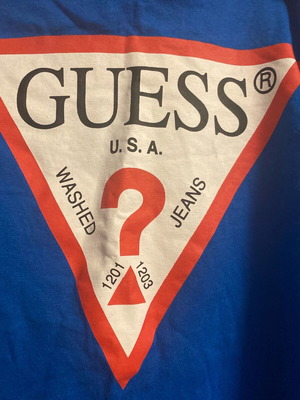 GUESS®
U.S.A.
WASHED
JEANS
?
1201
1203